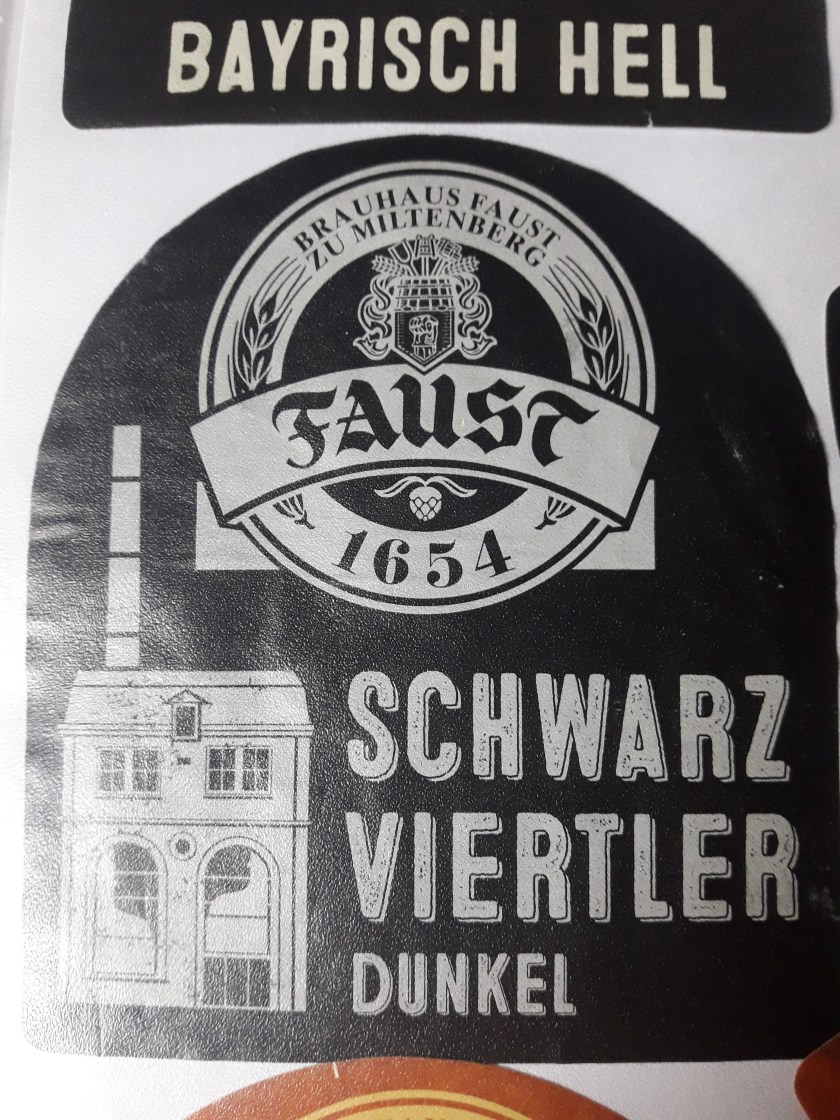 BAYRISCH HELL
BRAUHAUS FAUST
ZU MILTENBERG
FAUST
1654
SCHWARZ
VIERTLER
DUNKEL